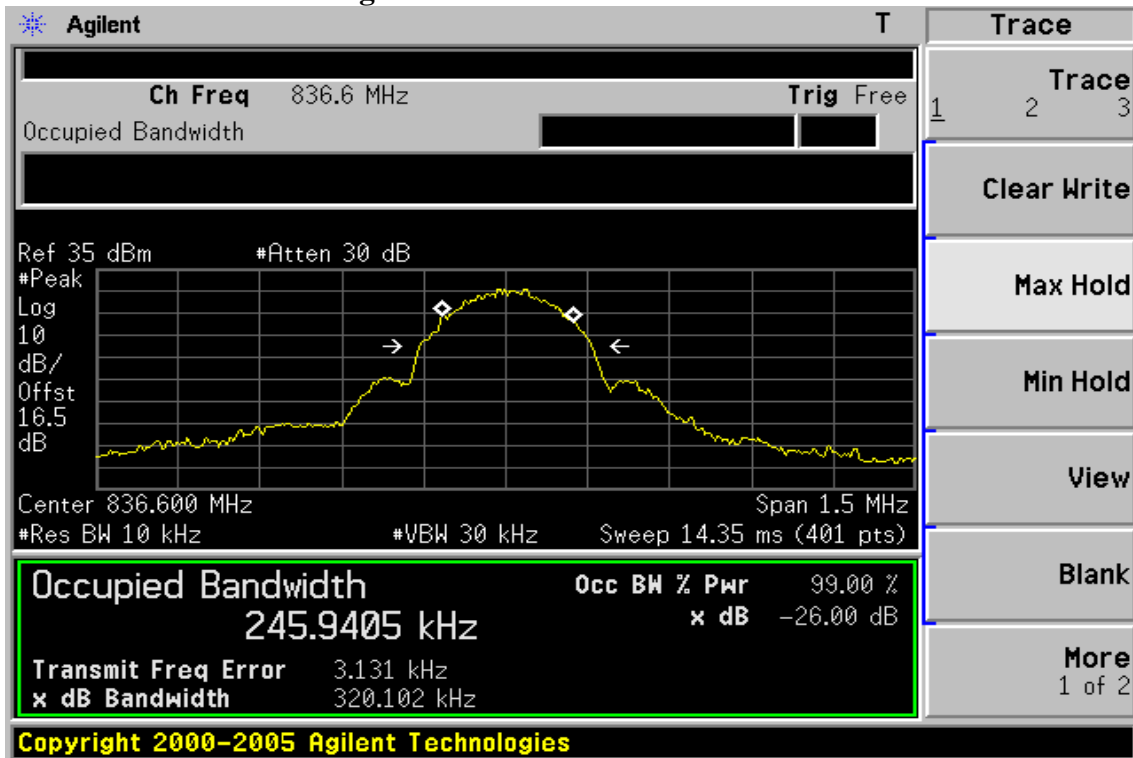 Agilent T Trace
Ch Freq 836.6 MHz Trig Free
Occupied Bandwidth
Trace
1 2 3
Clear Write
Max Hold
Min Hold
View
Blank
More
1 of 2
Ref 35 dBm #Atten 30 dB
#Peak
Log
10
dB/
Offst
16.5
dB
Center 836.600 MHz Span 1.5 MHz
#Res BW 10 kHz #VBW 30 kHz Sweep 14.35 ms (401 pts)
Occupied Bandwidth Occ BW % Pwr 99.00 %
245.9405 kHz x dB -26.00 dB
Transmit Freq Error 3.131 kHz
x dB Bandwidth 320.102 kHz
Copyright 2000-2005 Agilent Technologies